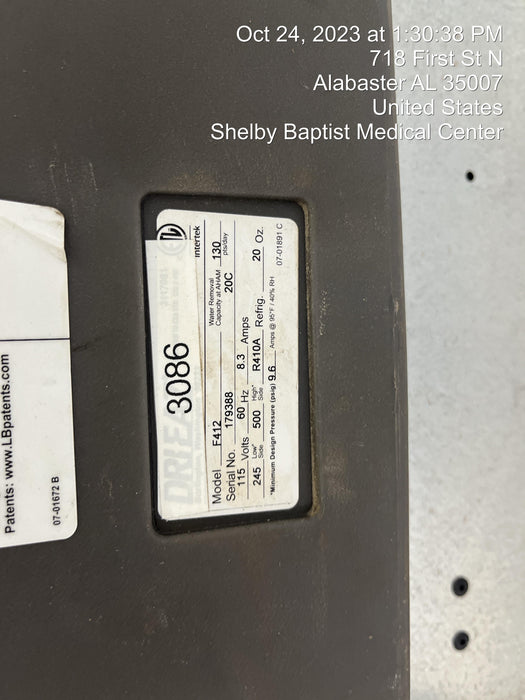 Oct 24, 2023 at 1:30:38 PM
718 First St N
Alabaster AL 35007
United States
Shelby Baptist Medical Center
Patents: www.LBpatents.com
07-01672 B
3086
Intertek
Model F412
Water Removal
Capacity at AHAM 130 pts/day
Serial No. 179388 20C
115 Volts 60 Hz 8.3 Amps
245 Low* Side 500 High* Side R410A Refrig. 20 Oz.
*Minimum Design Pressure (psig) 9.6 Amps @ 95°F / 40% RH
07-01891 C